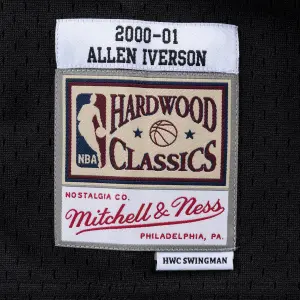 2000-01
ALLEN IVERSON
HARDWOOD
NBA
CLASSICS
NOSTALGIA CO.
Mitchell & Ness
PHILADELPHIA, PA.
HWC SWINGMAN